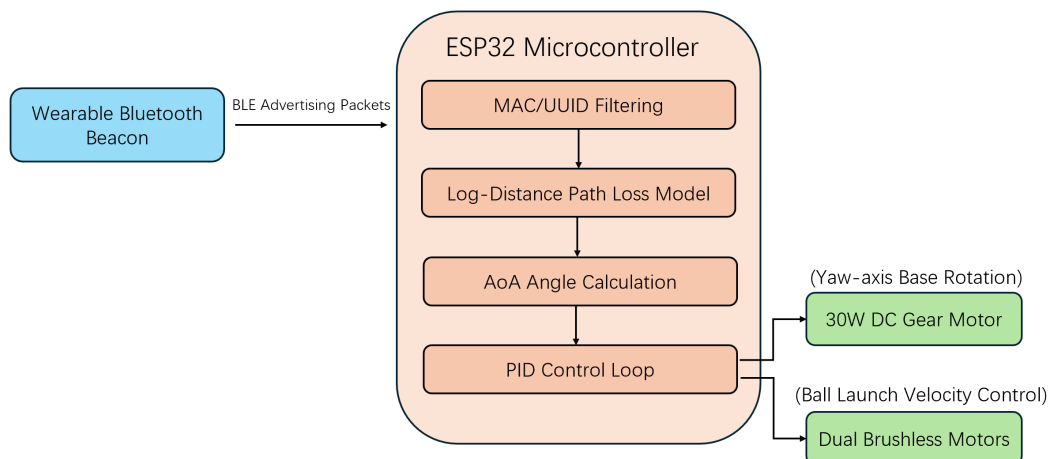 ESP32 Microcontroller
Wearable Bluetooth
Beacon
BLE Advertising Packets
MAC/UUID Filtering
Log-Distance Path Loss Model
AoA Angle Calculation
PID Control Loop
(Yaw-axis Base Rotation)
30W DC Gear Motor
(Ball Launch Velocity Control)
Dual Brushless Motors